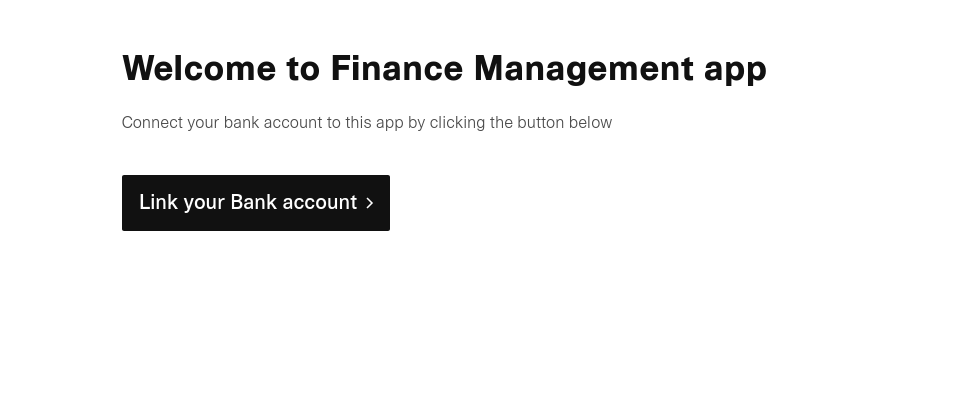 Welcome to Finance Management app
Connect your bank account to this app by clicking the button below
Link your Bank account